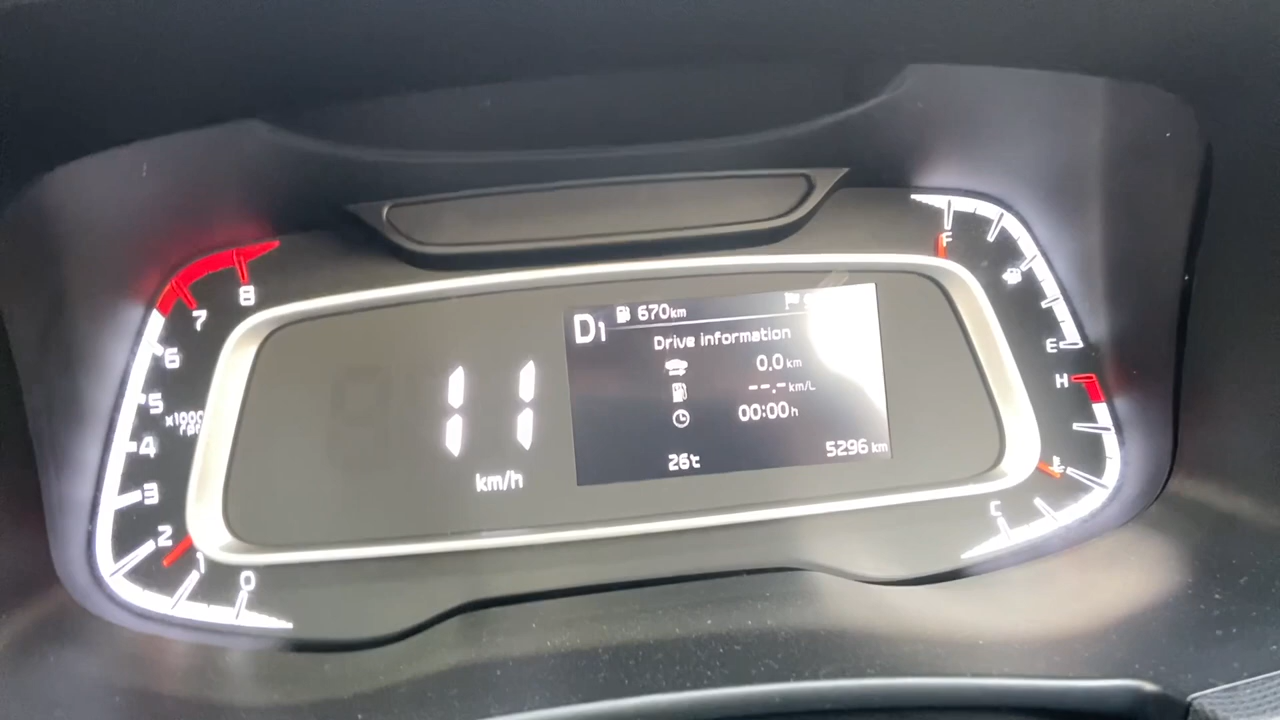 8
7
6
5
4
3
2
1
0
x1000
rpm
11
km/h
D1
670km
Drive information
0.0 km
--.- km/L
00:00 h
26℃
5296 km
F
E
H
C